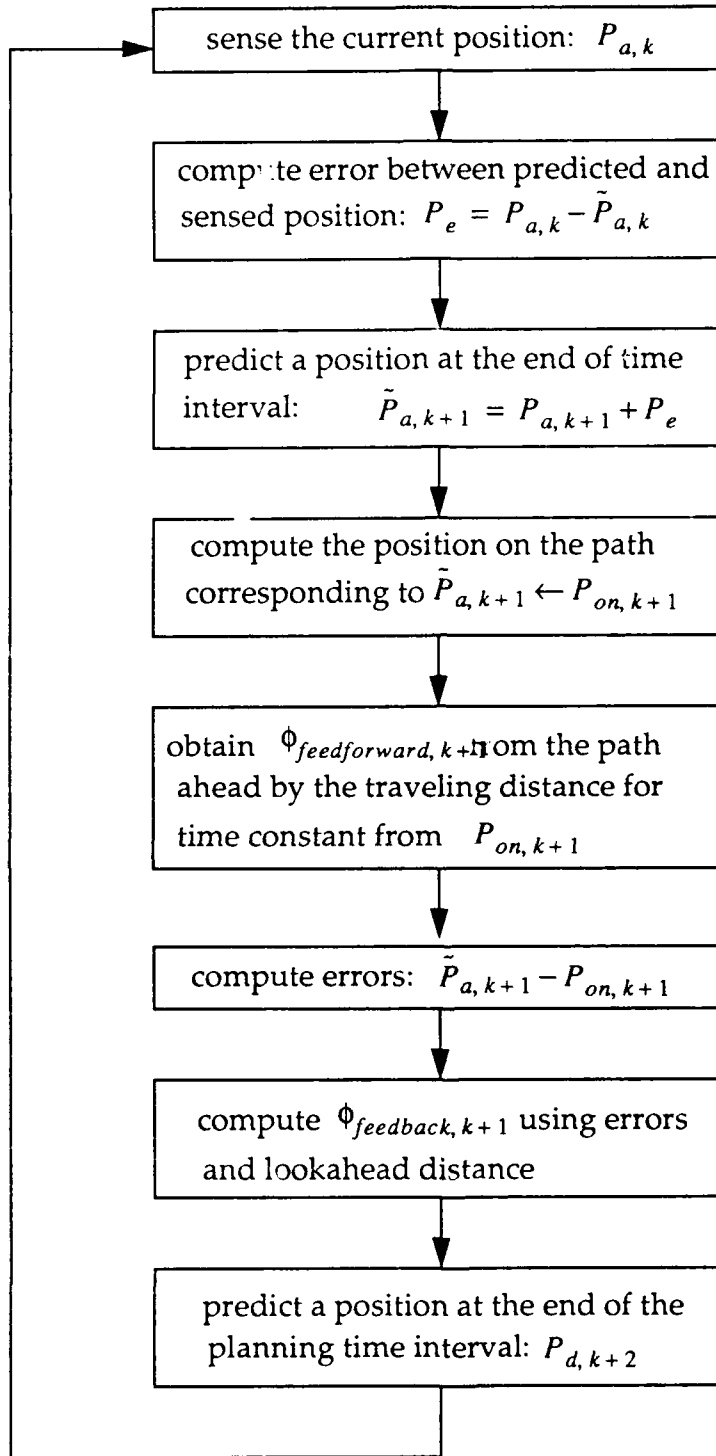 sense the current position: P_{a, k}
compute error between predicted and
sensed position: P_e = P_{a, k} − P̃_{a, k}
predict a position at the end of time
interval: P̃_{a, k+1} = P_{a, k+1} + P_e
compute the position on the path
corresponding to P̃_{a, k+1} ← P_{on, k+1}
obtain ϕ_{feedforward, k+1} from the path
ahead by the traveling distance for
time constant from P_{on, k+1}
compute errors: P̃_{a, k+1} − P_{on, k+1}
compute ϕ_{feedback, k+1} using errors
and lookahead distance
predict a position at the end of the
planning time interval: P_{d, k+2}